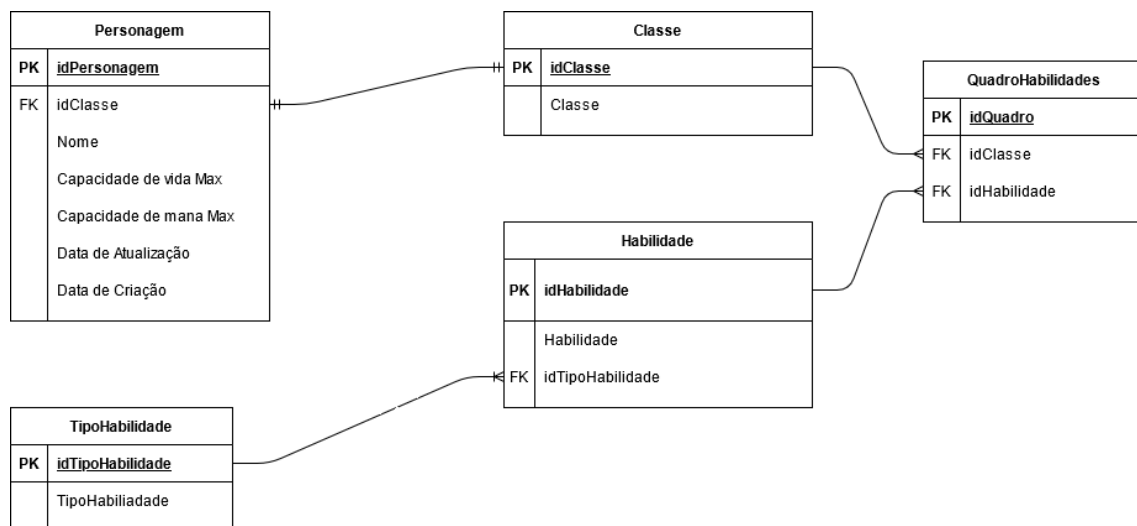 Personagem
PK idPersonagem
FK idClasse
Nome
Capacidade de vida Max
Capacidade de mana Max
Data de Atualização
Data de Criação
Classe
PK idClasse
Classe
QuadroHabilidades
PK idQuadro
FK idClasse
FK idHabilidade
Habilidade
PK idHabilidade
Habilidade
FK idTipoHabilidade
TipoHabilidade
PK idTipoHabilidade
TipoHabiliadade